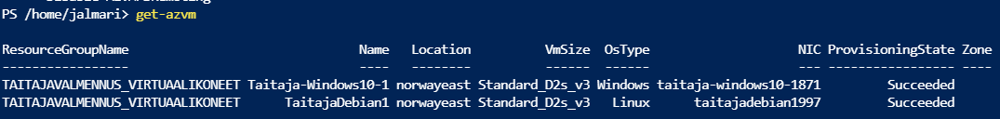 PS /home/jalmari> get-azvm
ResourceGroupName Name Location VmSize OsType NIC ProvisioningState Zone
----------------- ---- -------- ------ ------ --- ----------------- ----
TAITAJAVALMENNUS_VIRTUAALIKONEET Taitaja-Windows10-1 norwayeast Standard_D2s_v3 Windows taitaja-windows10-1871 Succeeded
TAITAJAVALMENNUS_VIRTUAALIKONEET TaitajaDebian1 norwayeast Standard_D2s_v3 Linux taitajadebian1997 Succeeded